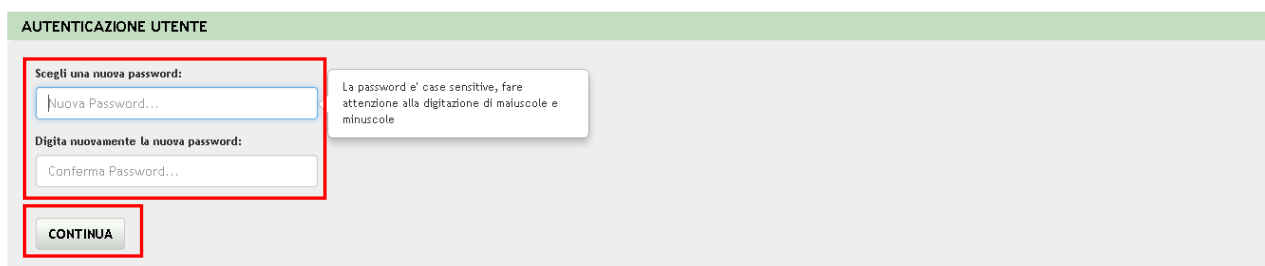 AUTENTICAZIONE UTENTE
Scegli una nuova password:
Nuova Password...
La password e' case sensitive, fare
attenzione alla digitazione di maiuscole e
minuscole
Digita nuovamente la nuova password:
Conferma Password...
CONTINUA